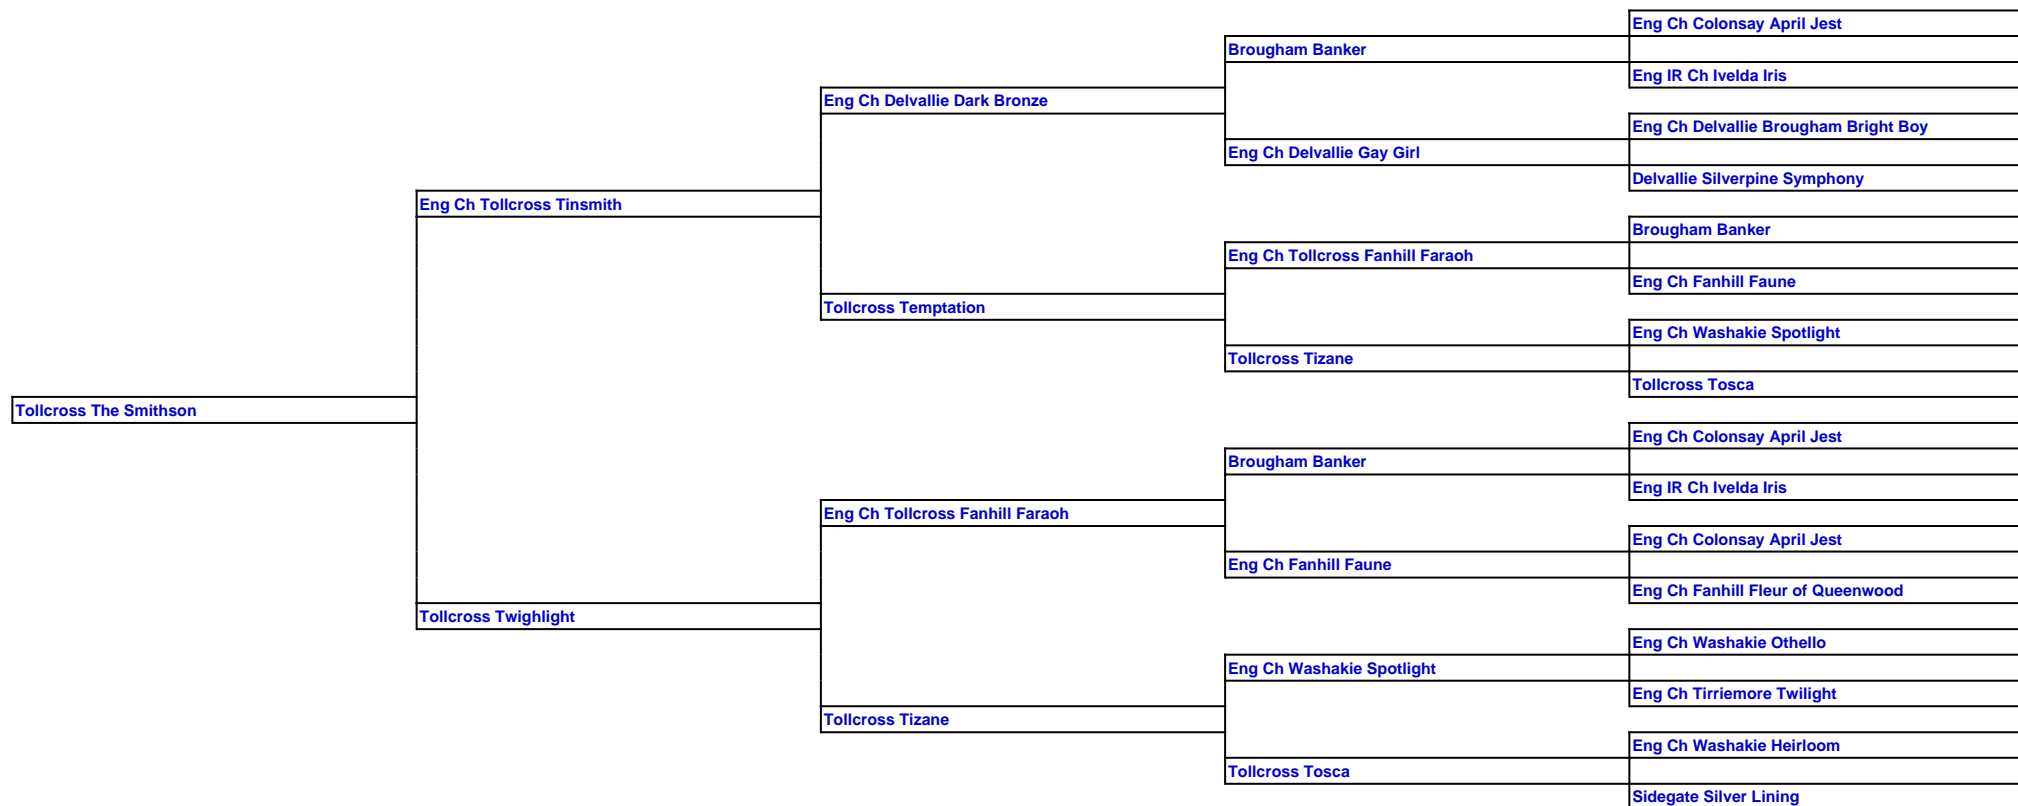 Eng Ch Colonsay April Jest
Brougham Banker
Eng IR Ch Ivelda Iris
Eng Ch Delvallie Dark Bronze
Eng Ch Delvallie Brougham Bright Boy
Eng Ch Delvallie Gay Girl
Delvallie Silverpine Symphony
Eng Ch Tollcross Tinsmith
Brougham Banker
Eng Ch Tollcross Fanhill Faraoh
Eng Ch Fanhill Faune
Tollcross Temptation
Eng Ch Washakie Spotlight
Tollcross Tizane
Tollcross Tosca
Tollcross The Smithson
Eng Ch Colonsay April Jest
Brougham Banker
Eng IR Ch Ivelda Iris
Eng Ch Tollcross Fanhill Faraoh
Eng Ch Colonsay April Jest
Eng Ch Fanhill Faune
Eng Ch Fanhill Fleur of Queenwood
Tollcross Twighlight
Eng Ch Washakie Othello
Eng Ch Washakie Spotlight
Eng Ch Tirriemore Twilight
Tollcross Tizane
Eng Ch Washakie Heirloom
Tollcross Tosca
Sidegate Silver Lining